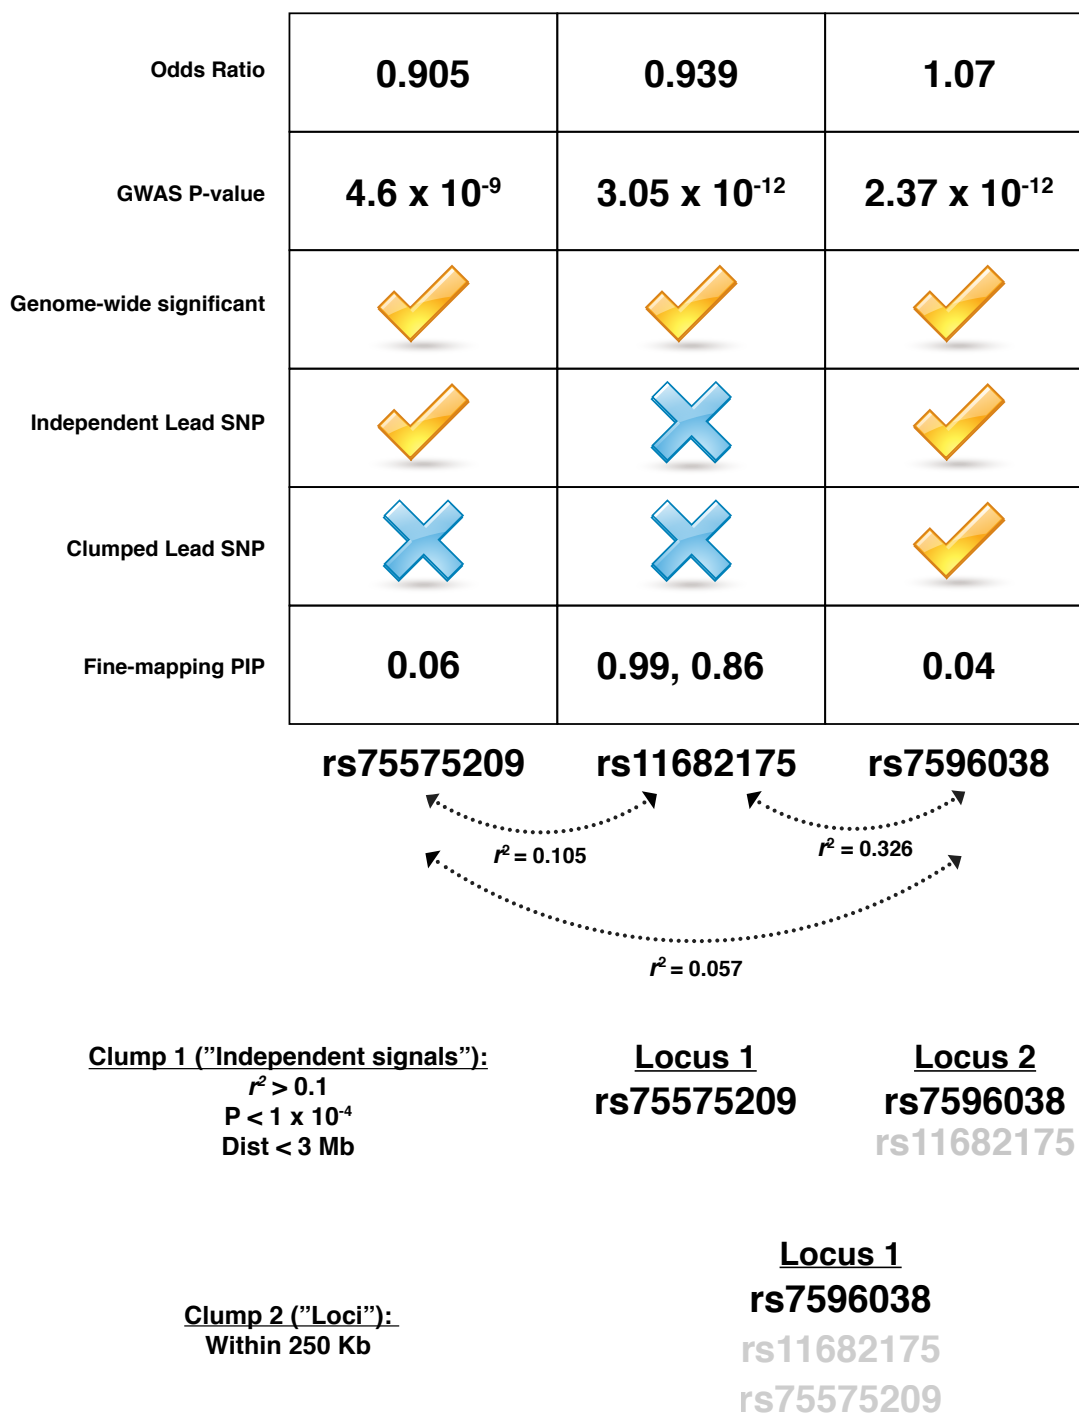 Odds Ratio 0.905 0.939 1.07
GWAS P-value 4.6 x 10⁻⁹ 3.05 x 10⁻¹² 2.37 x 10⁻¹²
Genome-wide significant
Independent Lead SNP
Clumped Lead SNP
Fine-mapping PIP 0.06 0.99, 0.86 0.04
rs75575209 rs11682175 rs7596038
r² = 0.105 r² = 0.326
r² = 0.057
Clump 1 (”Independent signals”):
r² > 0.1
P < 1 x 10⁻⁴
Dist < 3 Mb
Locus 1
rs75575209
Locus 2
rs7596038
rs11682175
Clump 2 (”Loci”):
Within 250 Kb
Locus 1
rs7596038
rs11682175
rs75575209